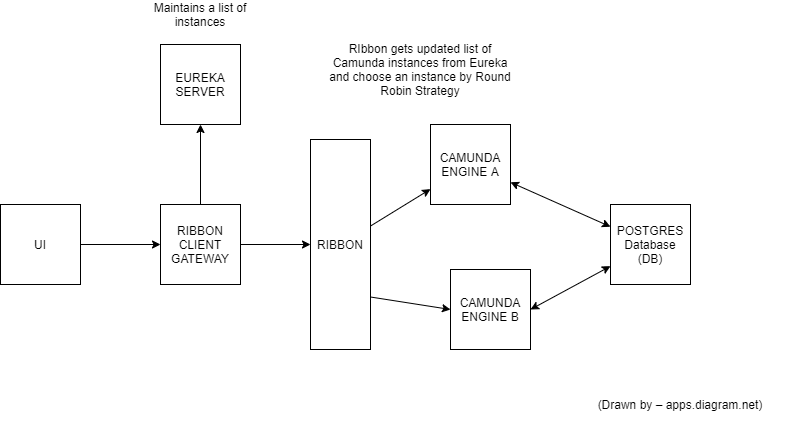 Maintains a list of
instances
RIbbon gets updated list of
Camunda instances from Eureka
and choose an instance by Round
Robin Strategy
EUREKA
SERVER
CAMUNDA
ENGINE A
UI
RIBBON
CLIENT
GATEWAY
RIBBON
POSTGRES
Database
(DB)
CAMUNDA
ENGINE B
(Drawn by – apps.diagram.net)